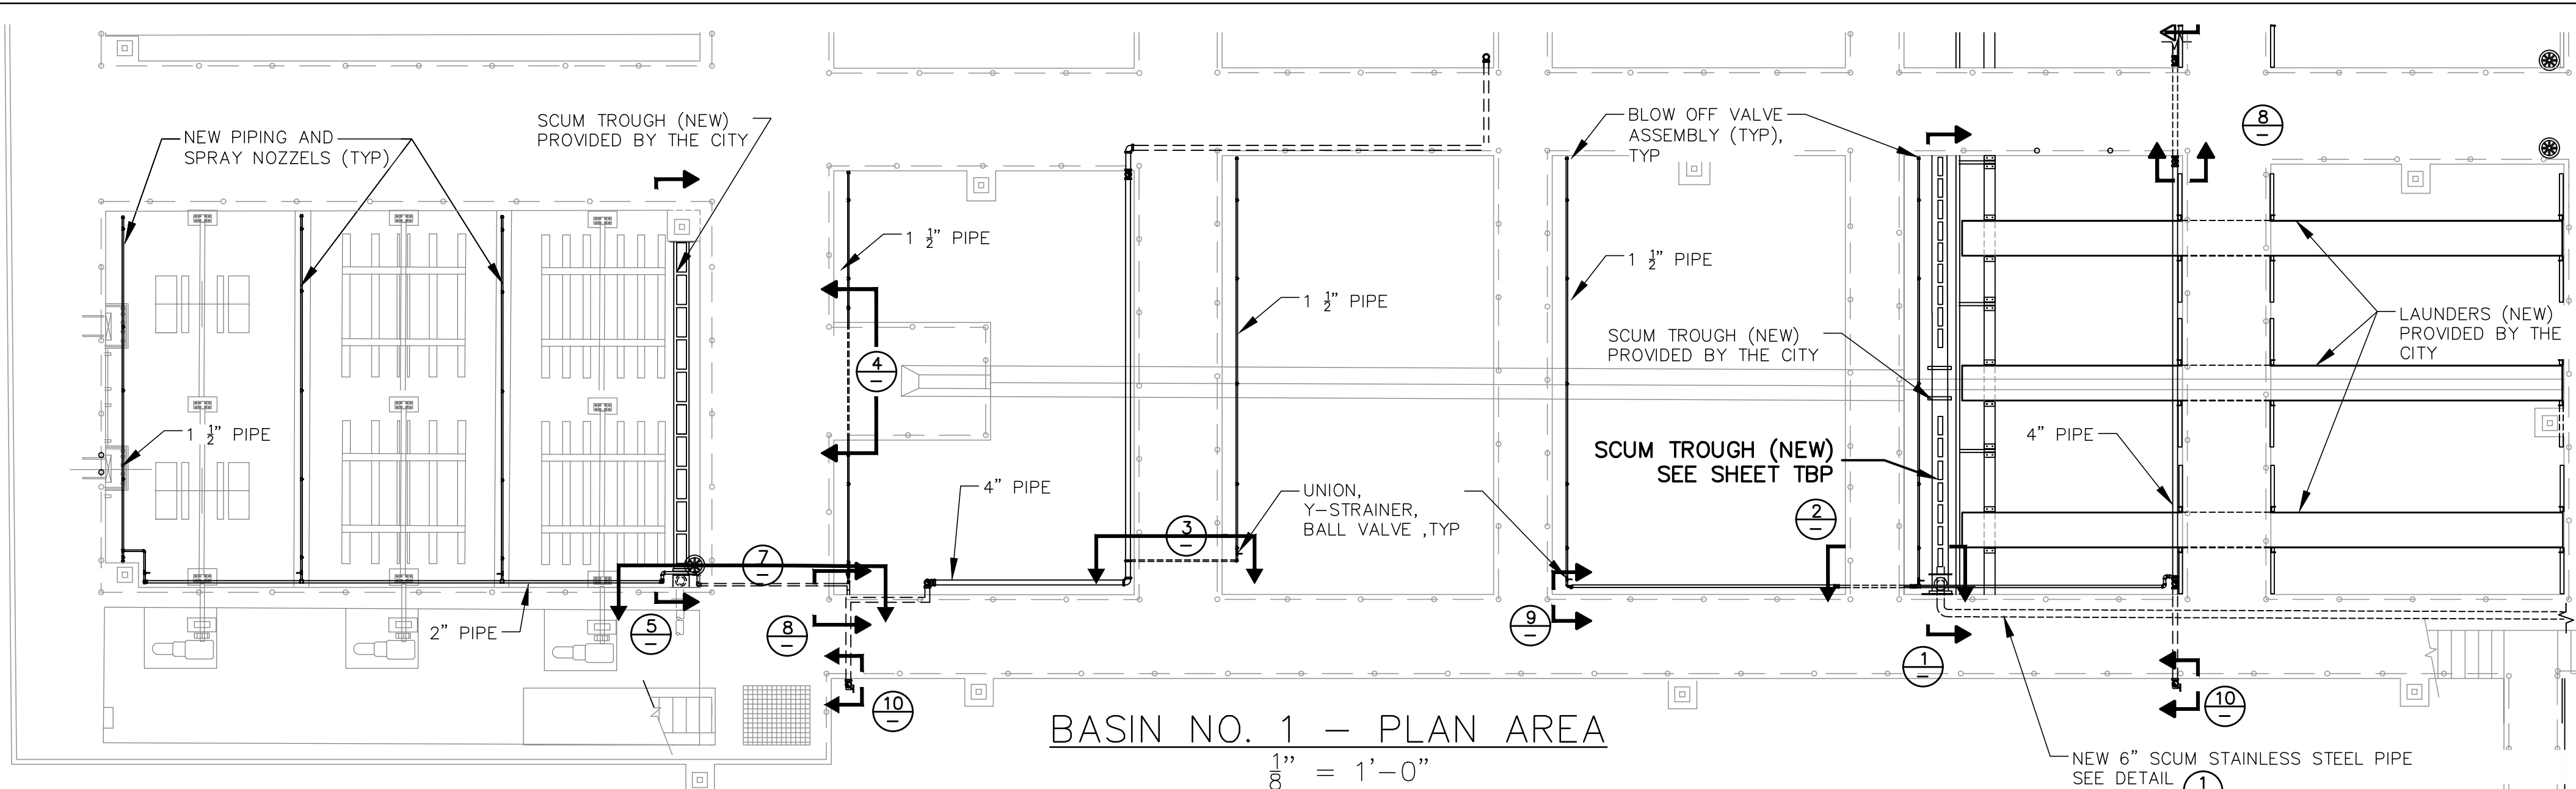 NEW PIPING AND
SPRAY NOZZELS (TYP)
SCUM TROUGH (NEW)
PROVIDED BY THE CITY
BLOW OFF VALVE
ASSEMBLY (TYP),
TYP
8
–
1 1/2" PIPE
1 1/2" PIPE
1 1/2" PIPE
LAUNDERS (NEW)
PROVIDED BY THE
CITY
SCUM TROUGH (NEW)
PROVIDED BY THE CITY
4
–
1 1/2" PIPE
4" PIPE
SCUM TROUGH (NEW)
SEE SHEET TBP
4" PIPE
UNION,
Y-STRAINER,
BALL VALVE ,TYP
2
–
3
–
7
–
2" PIPE
5
–
8
–
9
–
1
–
10
–
10
–
BASIN NO. 1 – PLAN AREA
1/8" = 1'-0"
NEW 6" SCUM STAINLESS STEEL PIPE
SEE DETAIL 1